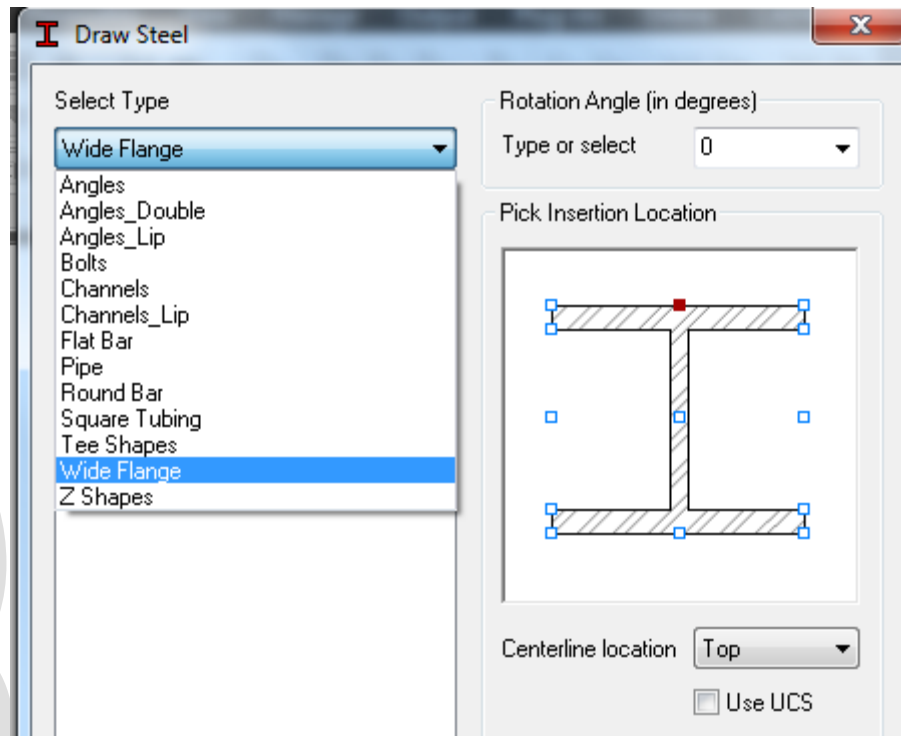 Draw Steel
Select Type
Wide Flange
Angles
Angles_Double
Angles_Lip
Bolts
Channels
Channels_Lip
Flat Bar
Pipe
Round Bar
Square Tubing
Tee Shapes
Wide Flange
Z Shapes
Rotation Angle (in degrees)
Type or select 0
Pick Insertion Location
Centerline location Top
Use UCS